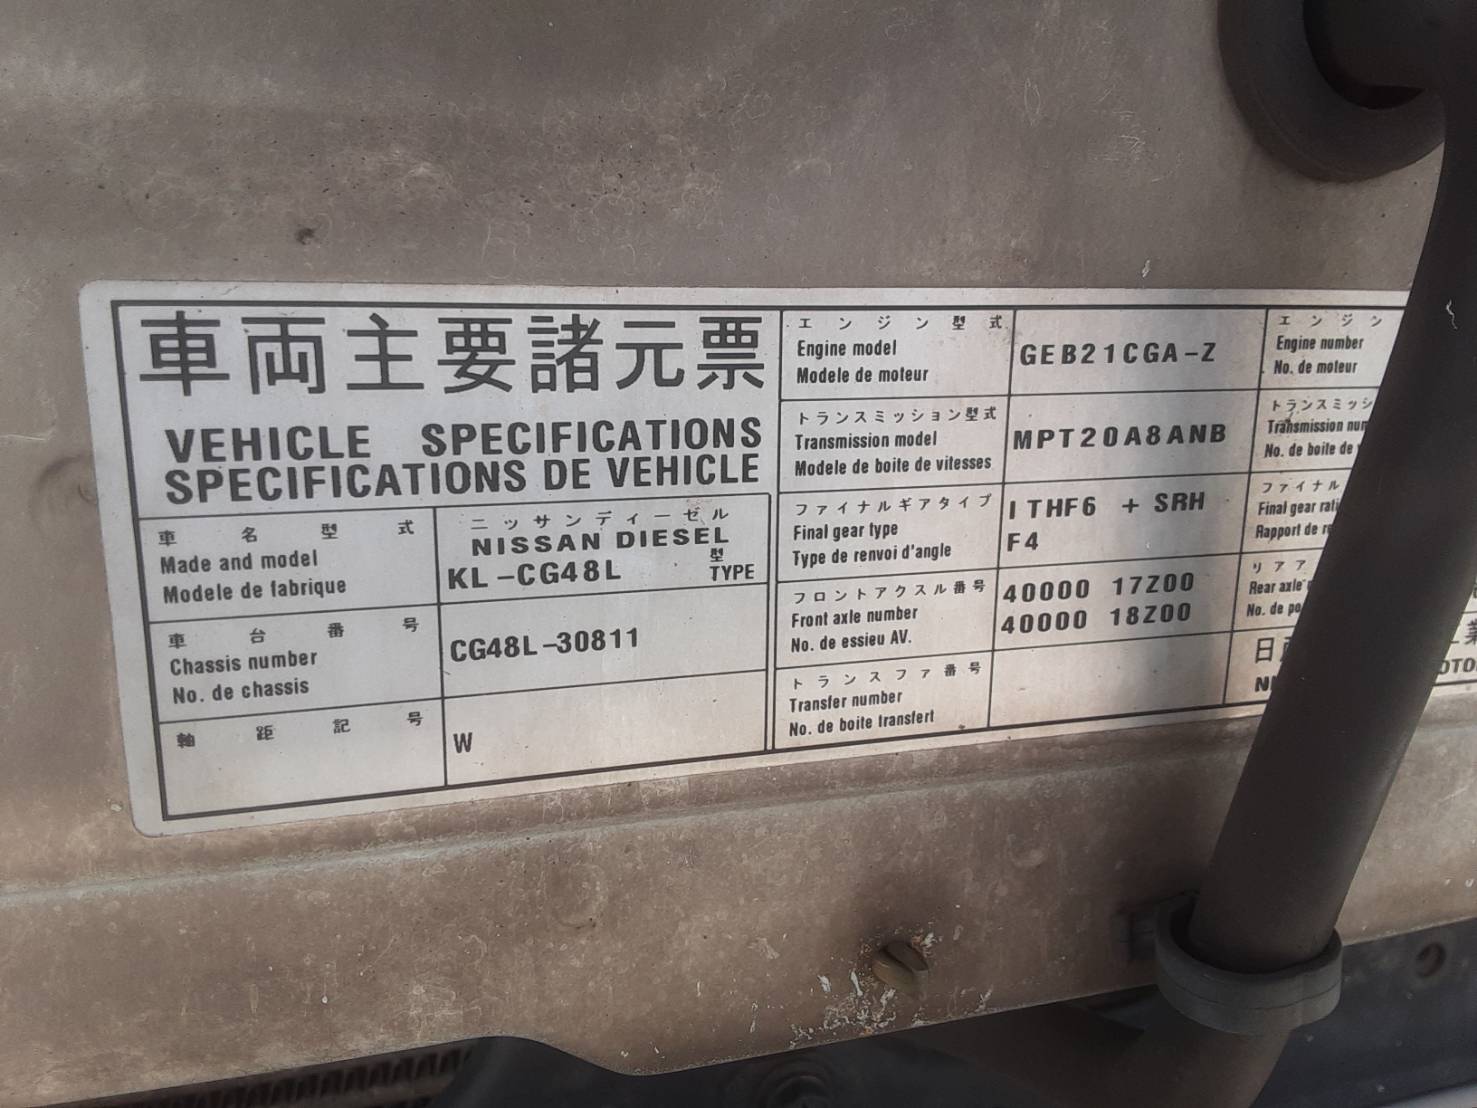 車両主要諸元票
VEHICLE SPECIFICATIONS
SPECIFICATIONS DE VEHICLE
車名型式
Made and model
Modele de fabrique
ニッサンディーゼル
NISSAN DIESEL
KL-CG48L
型
TYPE
車台番号
Chassis number
No. de chassis
CG48L-30811
軸距記号
W
エンジン型式
Engine model
Modele de moteur
GEB21CGA-Z
トランスミッション型式
Transmission model
Modele de boite de vitesses
MPT20A8ANB
ファイナルギアタイプ
Final gear type
Type de renvoi d'angle
ITHF6 + SRH
F4
フロントアクスル番号
Front axle number
No. de essieu AV.
40000 17Z00
40000 18Z00
トランスファ番号
Transfer number
No. de boite transfert
エンジン
Engine number
No. de moteur
トランスミッシ
Transmission
No. de boite de
ファイナル
Final gear
Rapport de
リアア
Rear axle
No. de
日
業